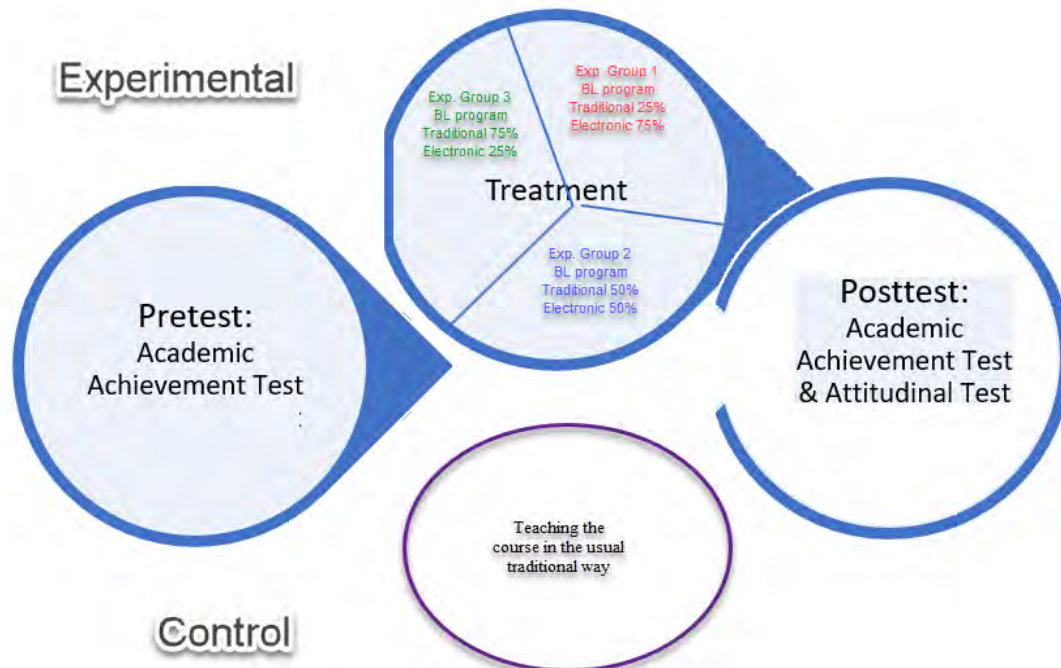 Experimental
Exp. Group 3
BL program
Traditional 75%
Electronic 25%
Exp. Group 1
BL program
Traditional 25%
Electronic 75%
Treatment
Exp. Group 2
BL program
Traditional 50%
Electronic 50%
Pretest:
Academic
Achievement Test
:
Posttest:
Academic
Achievement Test
& Attitudinal Test
Teaching the
course in the usual
traditional way
Control